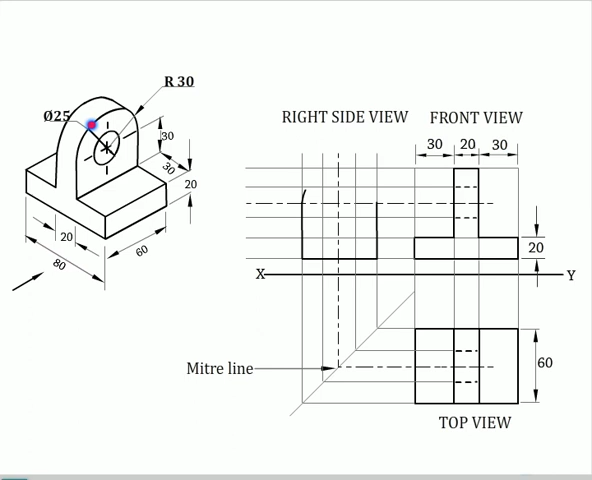 R 30
Ø25
30
30
20
20
80
60
RIGHT SIDE VIEW
FRONT VIEW
30
20
30
20
X
Y
Mitre line
60
TOP VIEW